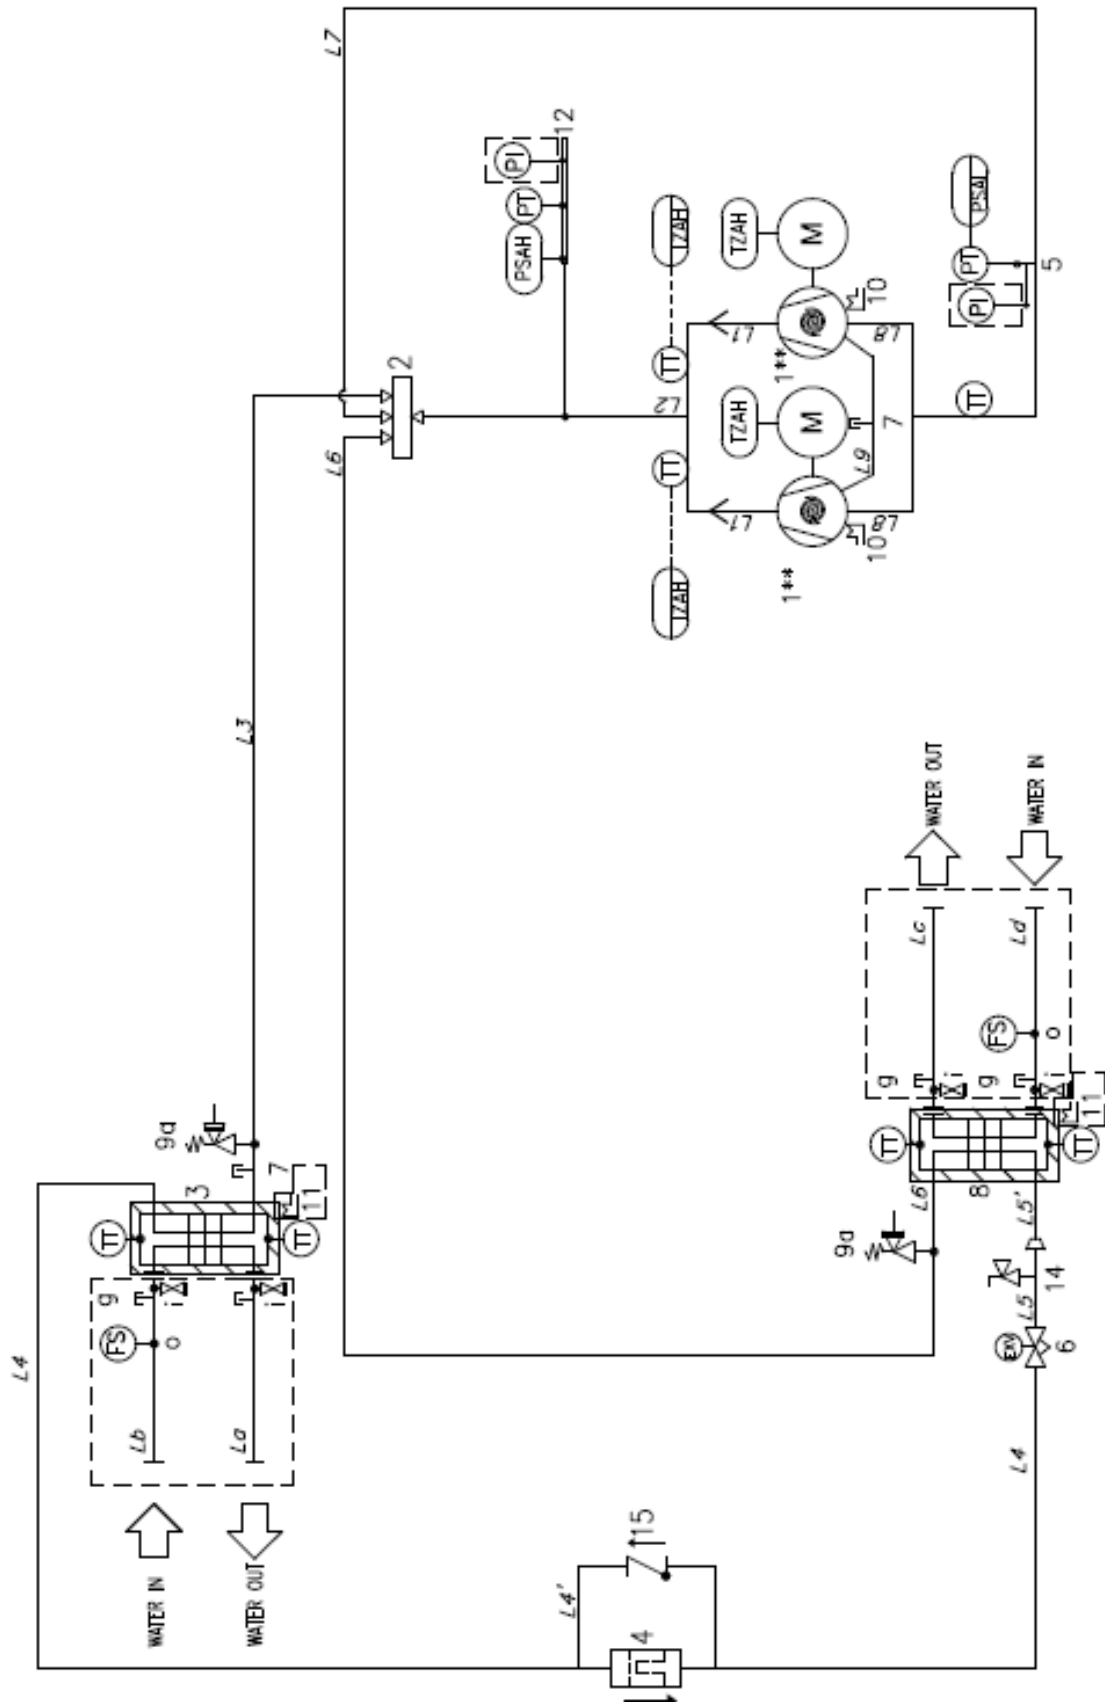 L4
FS
g
TT
Lb
WATER IN
o
i
9a
3
La
WATER OUT
i
TT
7
11
L3
L6
L7
2
PSAH
PT
PI
12
L4'
4
15
TZAH
TT
L2
TT
TZAH
L1
TZAH
L1
TZAH
1**
M
1**
M
10
L8
L9
7
L8
10
9a
TT
g
L6
Lc
WATER OUT
i
8
g
FS
TT
PI
PT
PSAL
EXV
L5
L5'
Ld
WATER IN
L4
6
14
o
i
5
TT
11